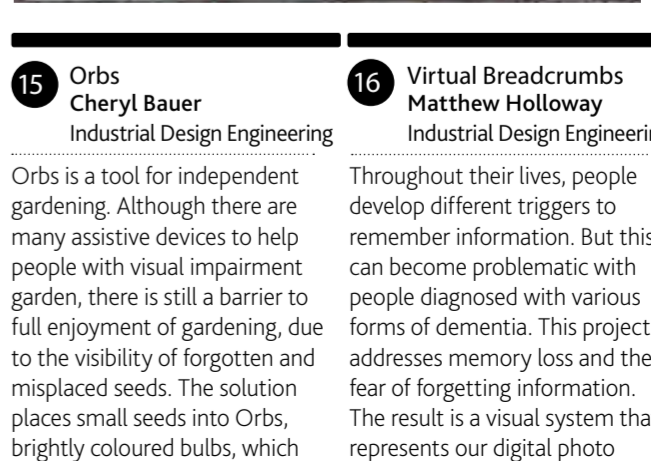 15
Orbs
Cheryl Bauer
Industrial Design Engineering
Orbs is a tool for independent
gardening. Although there are
many assistive devices to help
people with visual impairment
garden, there is still a barrier to
full enjoyment of gardening, due
to the visibility of forgotten and
misplaced seeds. The solution
places small seeds into Orbs,
brightly coloured bulbs, which
16
Virtual Breadcrumbs
Matthew Holloway
Industrial Design
Throughout their lives, people
develop different triggers to
remember information. But this
can become problematic with
people diagnosed with various
forms of dementia. This project
addresses memory loss and the
fear of forgetting information.
The result is a visual system
represents our digital photo